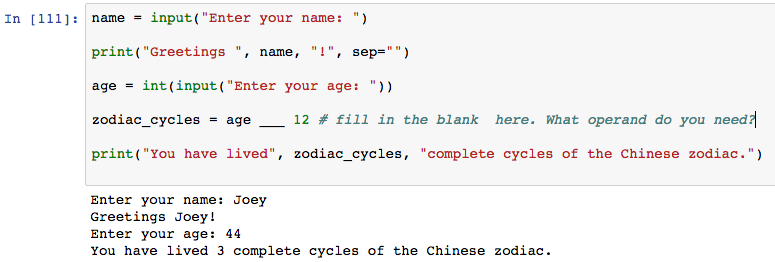 In [111]: name = input("Enter your name: ")
print("Greetings ", name, "!", sep="")
age = int(input("Enter your age: "))
zodiac_cycles = age ___ 12 # fill in the blank  here. What operand do you need?
print("You have lived", zodiac_cycles, "complete cycles of the Chinese zodiac.")
Enter your name: Joey
Greetings Joey!
Enter your age: 44
You have lived 3 complete cycles of the Chinese zodiac.